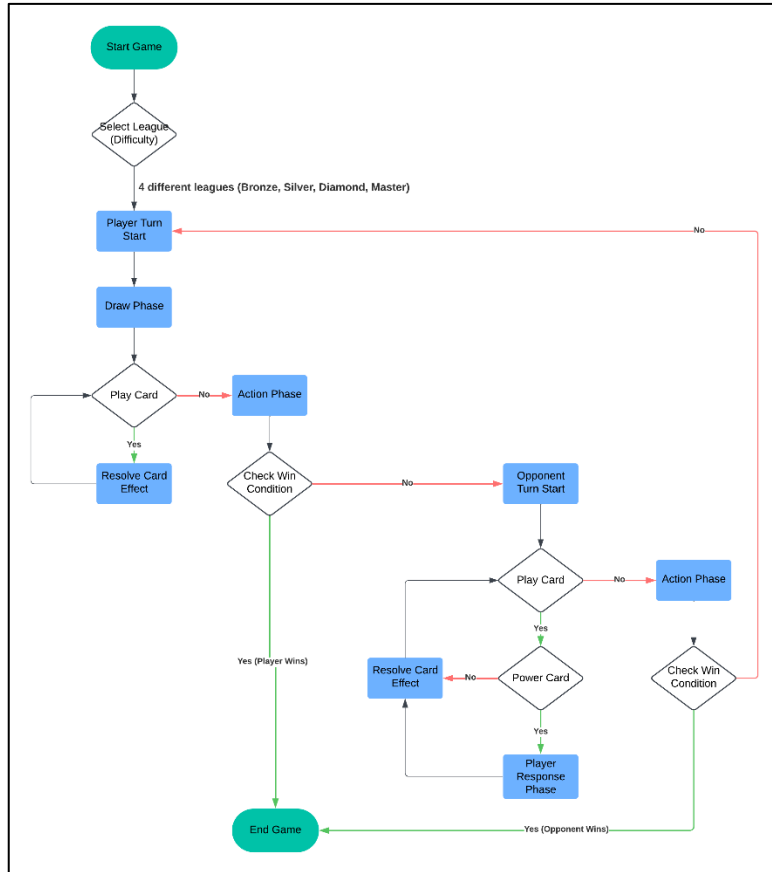 Start Game
Select League
(Difficulty)
4 different leagues (Bronze, Silver, Diamond, Master)
Player Turn
Start
No
Draw Phase
Play Card
No
Action Phase
Yes
Resolve Card
Effect
Check Win
Condition
No
Opponent
Turn Start
Play Card
No
Action Phase
Yes
Yes (Player Wins)
Resolve Card
Effect
No
Power Card
Check Win
Condition
Yes
Player
Response
Phase
End Game
Yes (Opponent Wins)